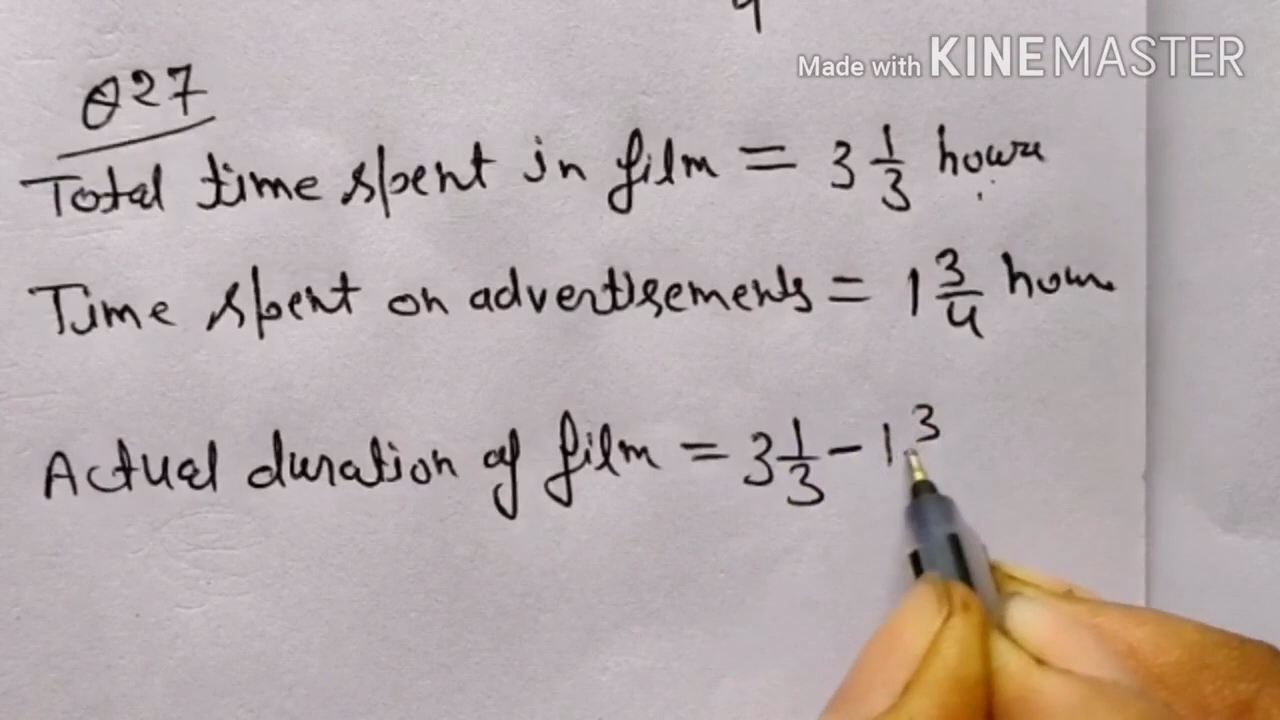 Made with KINEMASTER
Q27
Total time spent in film = 3 1/3 hours
Time spent on advertisements = 1 3/4 hour
Actual duration of film = 3 1/3 - 1 3